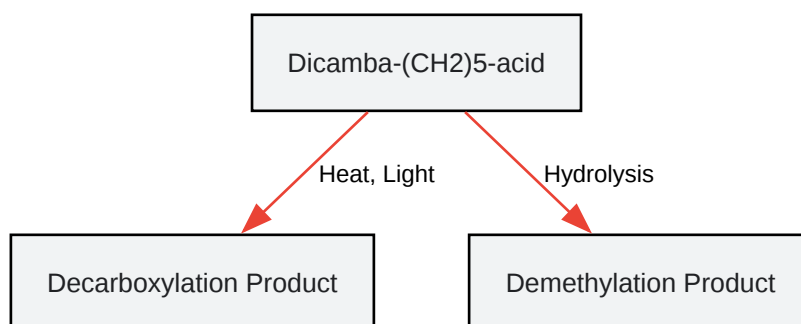 Dicamba-(CH2)5-acid
Heat, Light
Hydrolysis
Decarboxylation Product
Demethylation Product